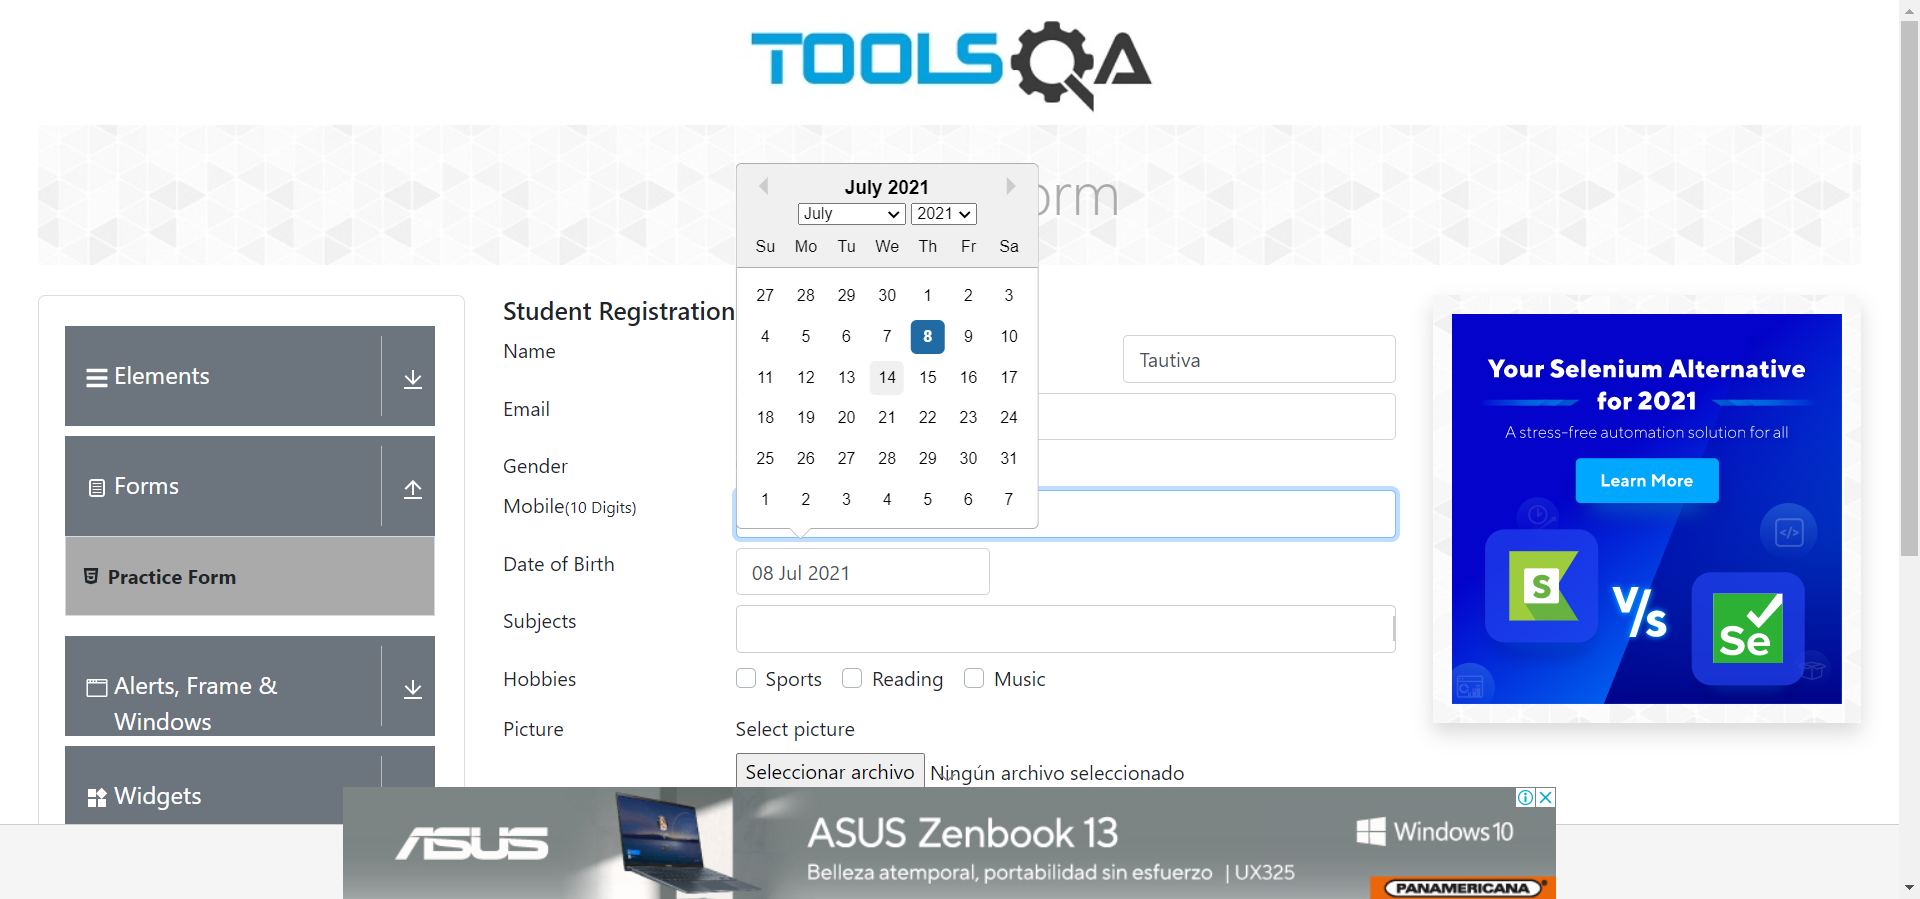 TOOLSQA
orm
July 2021
July 2021
Su Mo Tu We Th Fr Sa
27 28 29 30 1 2 3
4 5 6 7 8 9 10
11 12 13 14 15 16 17
18 19 20 21 22 23 24
25 26 27 28 29 30 31
1 2 3 4 5 6 7
Elements
Forms
Practice Form
Alerts, Frame &
Windows
Widgets
Student Registration
Name
Tautiva
Email
Gender
Mobile(10 Digits)
Date of Birth
08 Jul 2021
Subjects
Hobbies
Sports Reading Music
Picture
Select picture
Seleccionar archivo Ningún archivo seleccionado
Your Selenium Alternative
for 2021
A stress-free automation solution for all
Learn More
</>
S
V/s
Se
ASUS
ASUS Zenbook 13
Belleza atemporal, portabilidad sin esfuerzo | UX325
Windows 10
PANAMERICANA